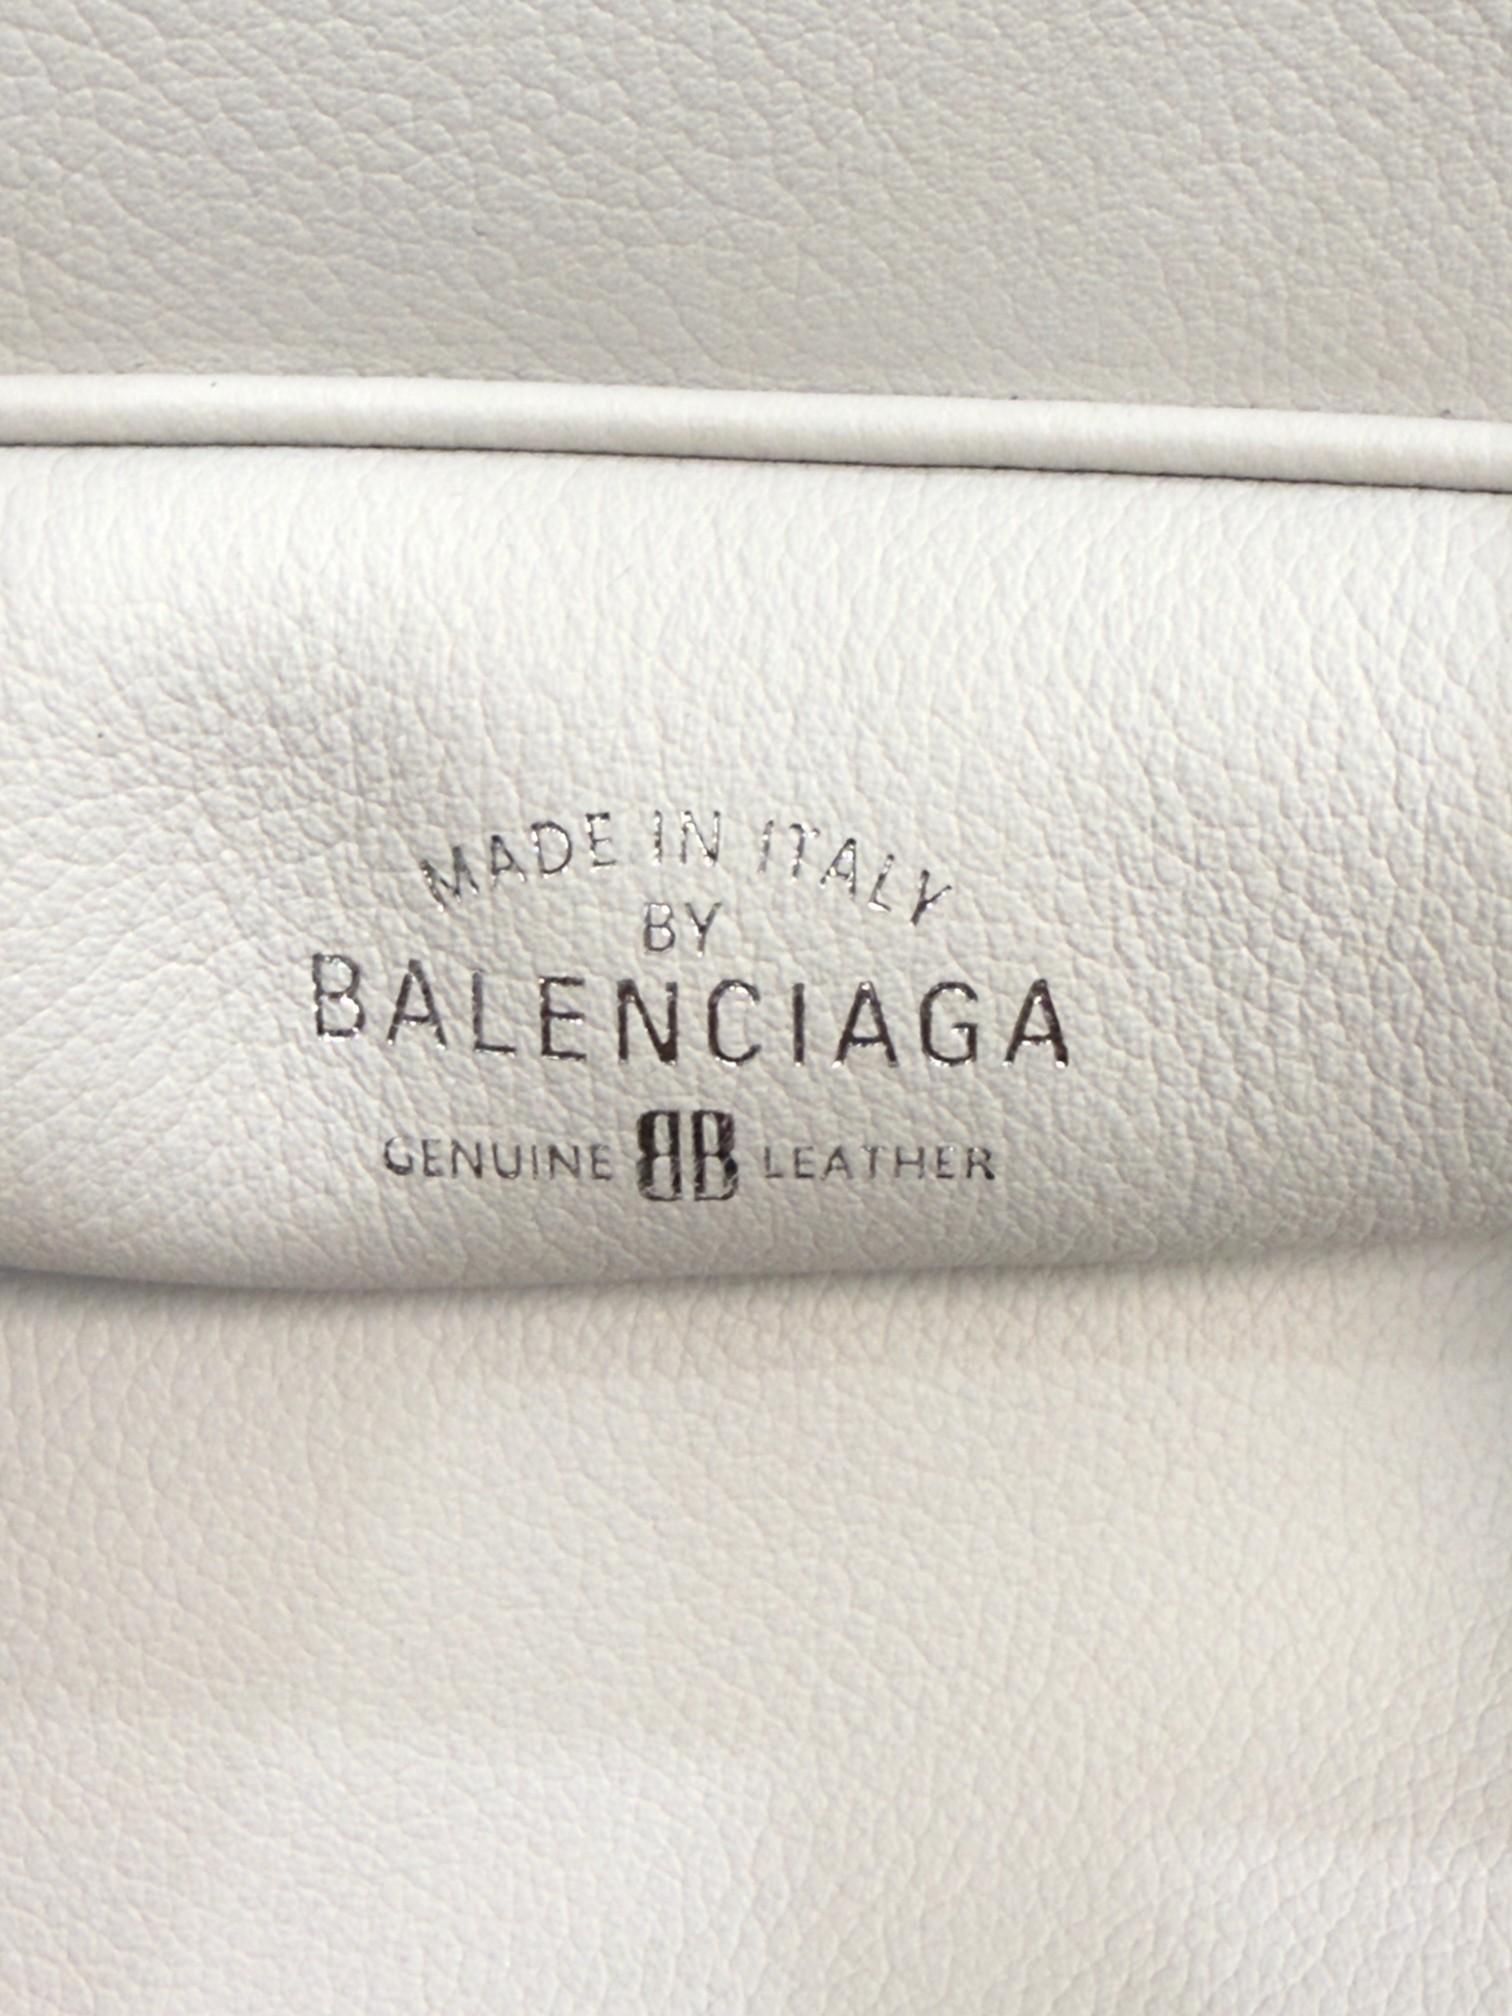 MADE IN ITALY
BY
BALENCIAGA
GENUINE BB LEATHER